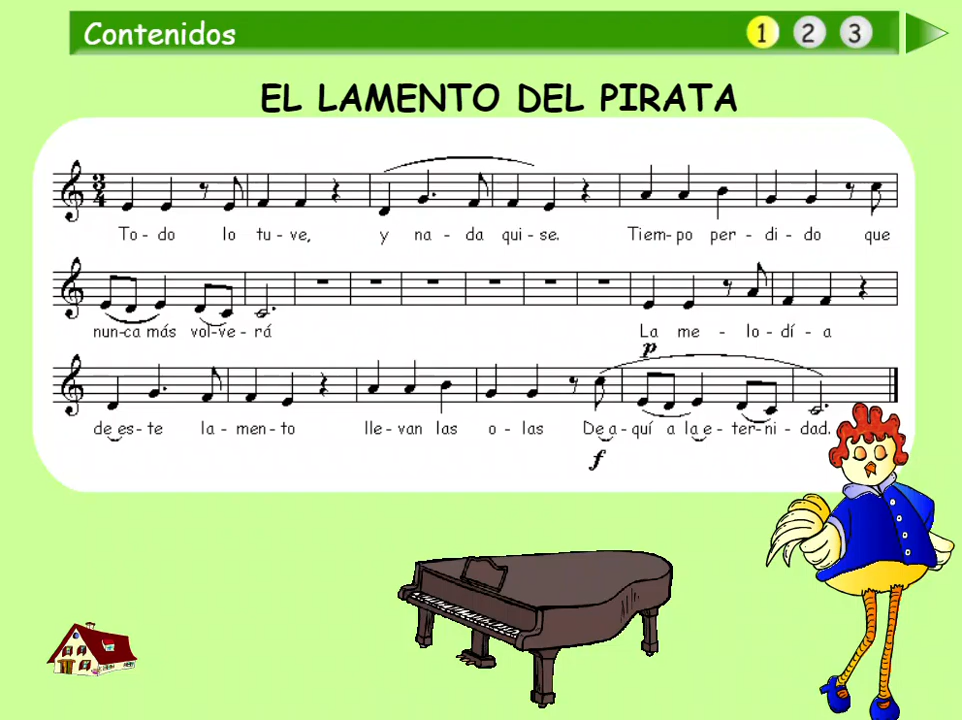 Contenidos 1 2 3
EL LAMENTO DEL PIRATA
3
4
To- do lo tu-ve, y na - da qui-se. Tiem-po per-di-do que
nun-ca más vol-ve-rá La me - lo-dí-a
p
de es-te la-men-to lle-van las o-las De a-quí a la e-ter-ni-dad.
f